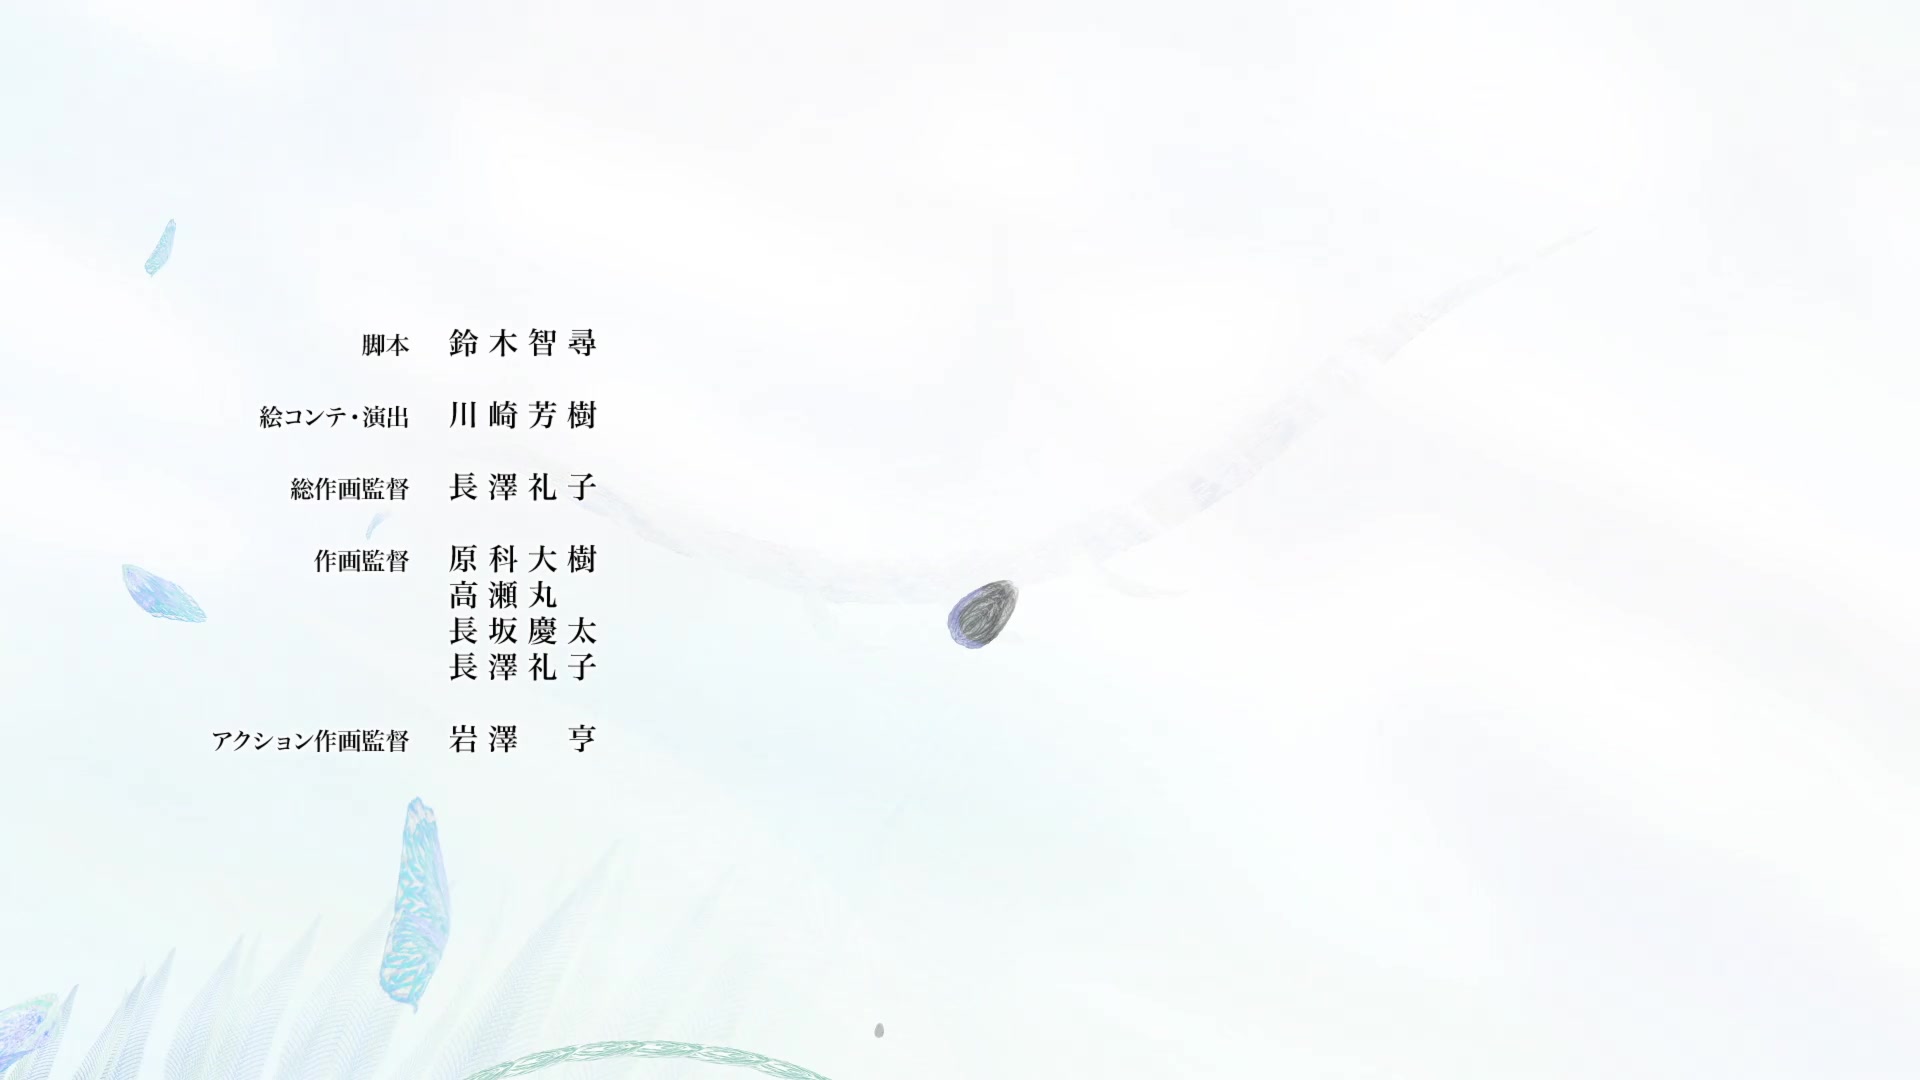 脚本 鈴木智尋
絵コンテ・演出 川崎芳樹
総作画監督 長澤礼子
作画監督 原科大樹
高瀬丸
長坂慶太
長澤礼子
アクション作画監督 岩澤 亨